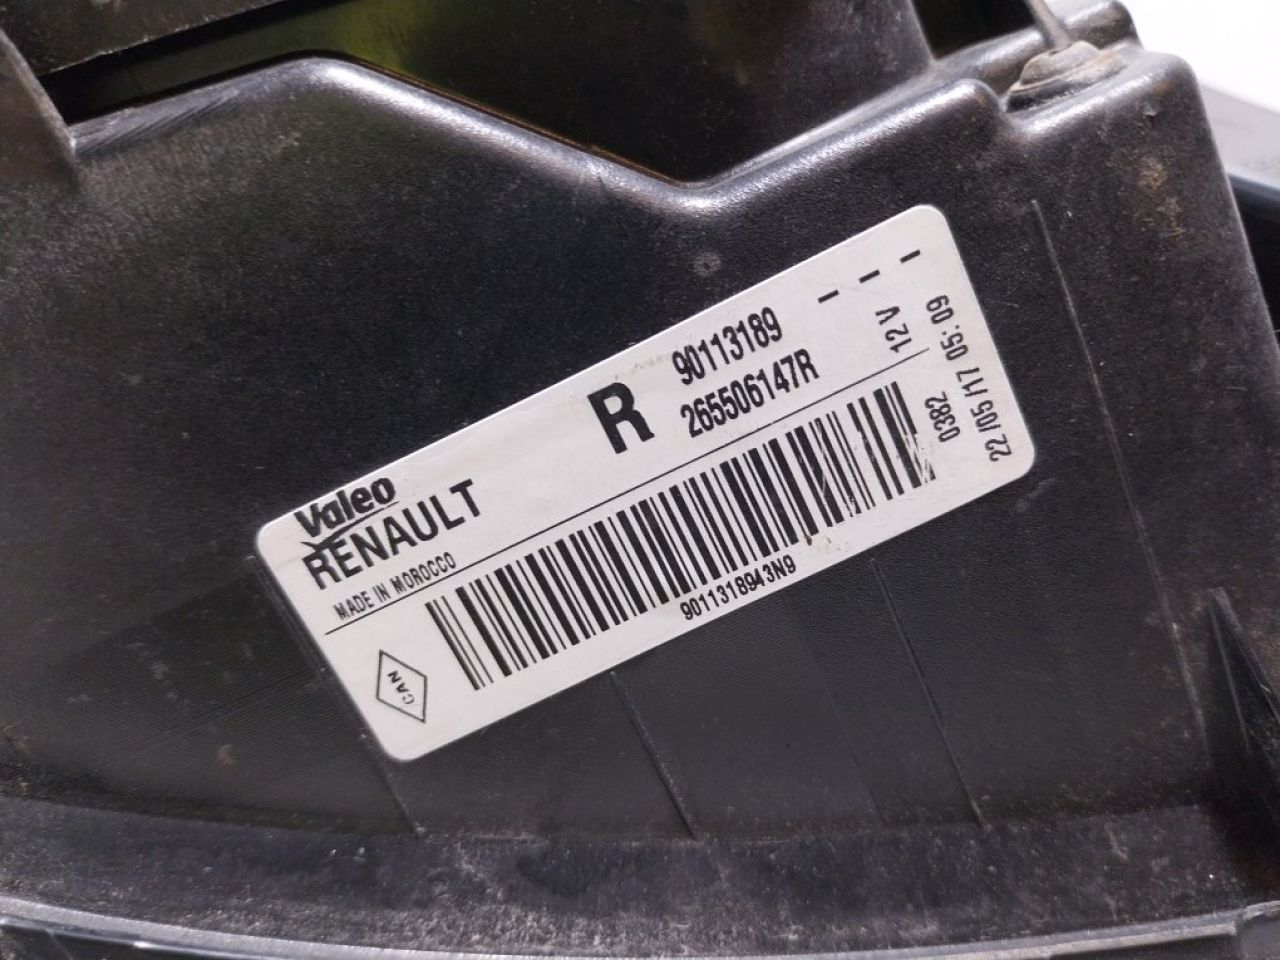 Valeo
RENAULT
MADE IN MOROCCO
R
90113189
265506147R
- - -
12V
0382
22/05/17 05:09
9011318943N9
CAN